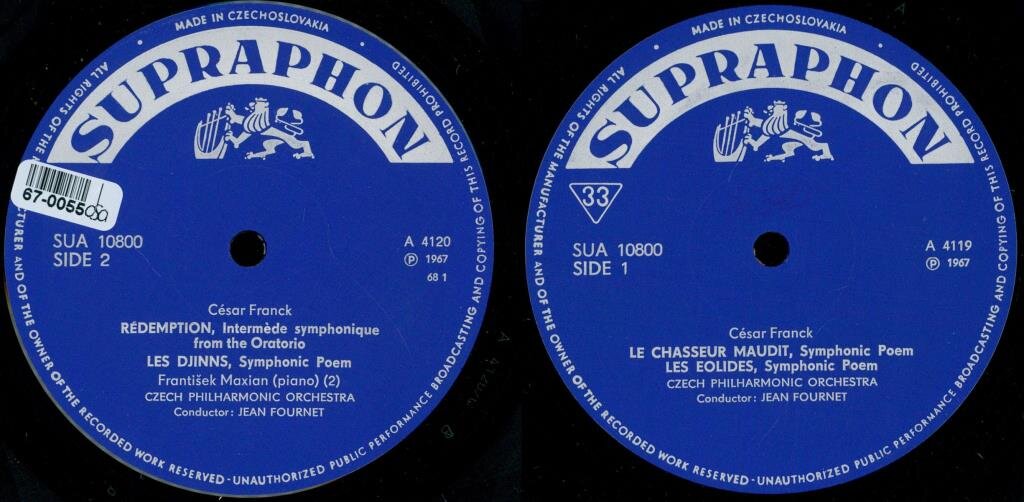 MADE IN CZECHOSLOVAKIA
SUPRAPHON
ALL RIGHTS OF THE MANUFACTURER AND OF THE OWNER OF THE RECORDED WORK RESERVED - UNAUTHORIZED PUBLIC PERFORMANCE BROADCASTING AND COPYING OF THIS RECORD PROHIBITED
67-0055
SUA 10800
SIDE 2
A 4120
℗ 1967
68 1
César Franck
RÉDEMPTION, Intermède symphonique
from the Oratorio
LES DJINNS, Symphonic Poem
František Maxian (piano) (2)
CZECH PHILHARMONIC ORCHESTRA
Conductor: JEAN FOURNET
MADE IN CZECHOSLOVAKIA
SUPRAPHON
ALL RIGHTS OF THE MANUFACTURER AND OF THE OWNER OF THE RECORDED WORK RESERVED - UNAUTHORIZED PUBLIC PERFORMANCE BROADCASTING AND COPYING OF THIS RECORD PROHIBITED
33
SUA 10800
SIDE 1
A 4119
℗ 1967
César Franck
LE CHASSEUR MAUDIT, Symphonic Poem
LES EOLIDES, Symphonic Poem
CZECH PHILHARMONIC ORCHESTRA
Conductor: JEAN FOURNET